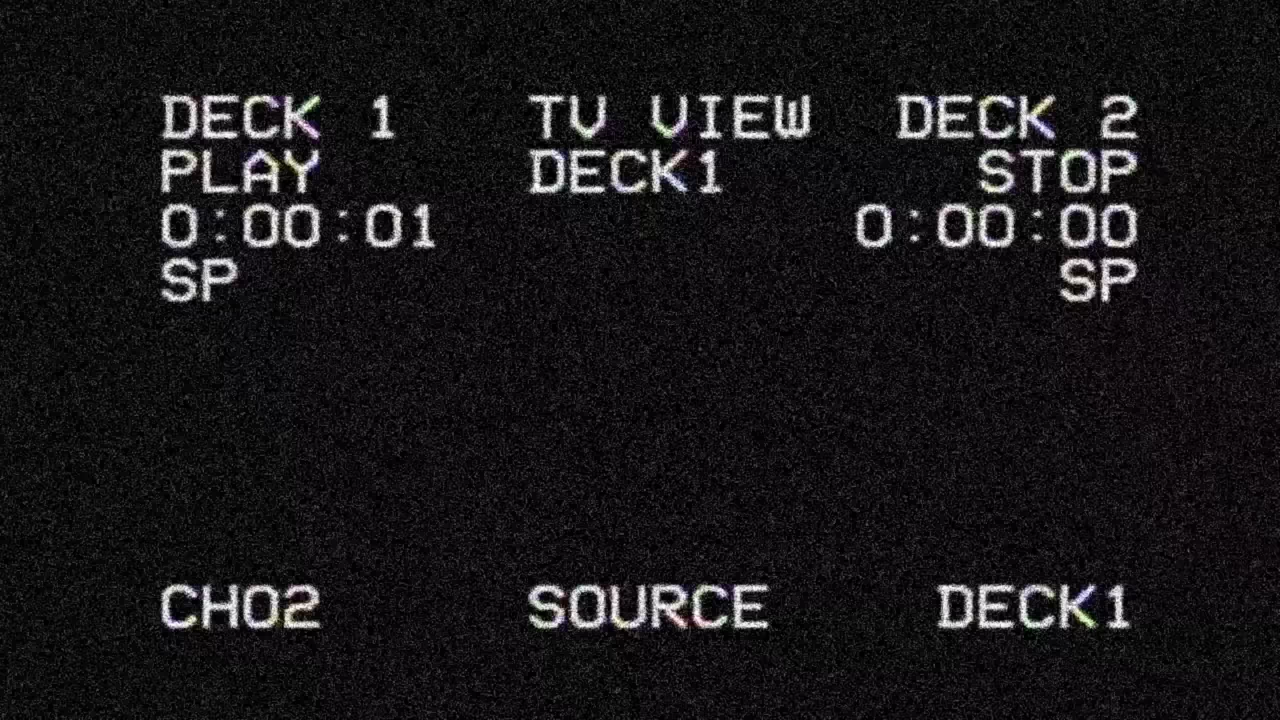 DECK 1 TV VIEW DECK 2
PLAY DECK1 STOP
0:00:01 0:00:00
SP SP
CH02 SOURCE DECK1